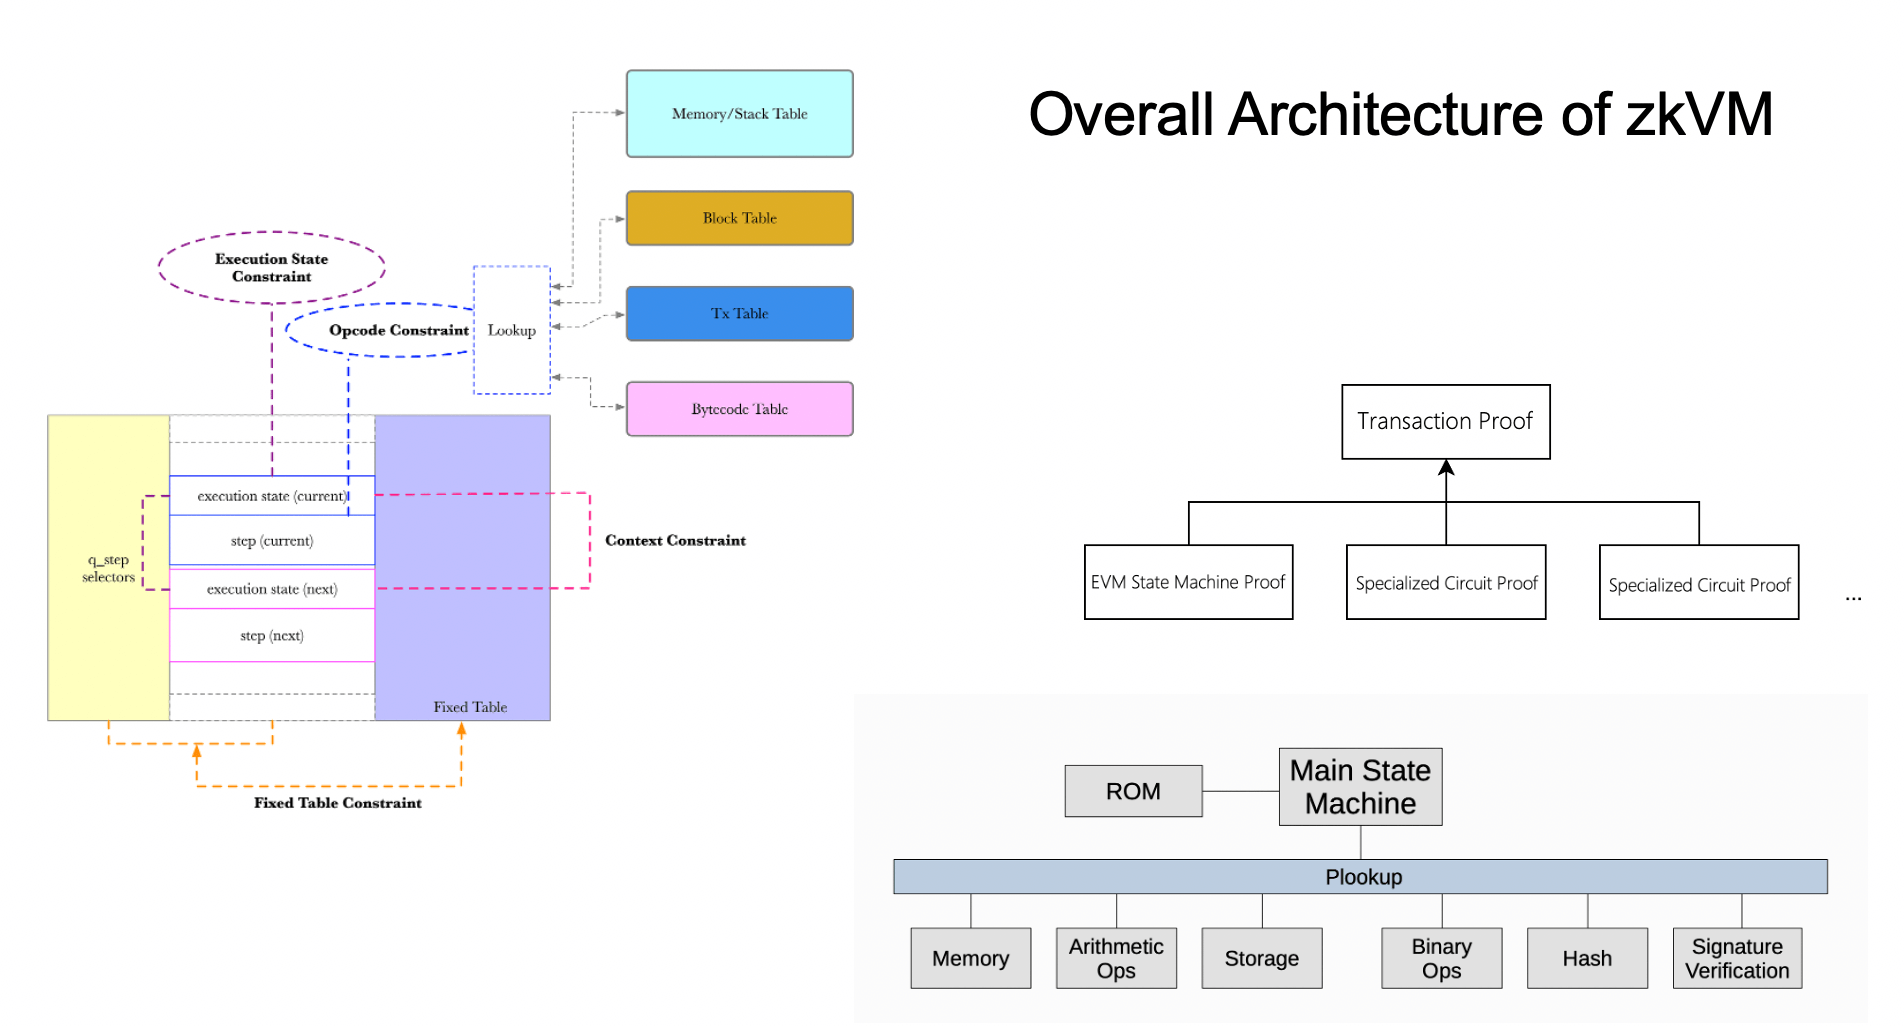 Overall Architecture of zkVM
Memory/Stack Table
Block Table
Tx Table
Bytecode Table
Execution State
Constraint
Opcode Constraint
Lookup
execution state (current)
step (current)
execution state (next)
step (next)
q_step
selectors
Context Constraint
Fixed Table
Fixed Table Constraint
Transaction Proof
EVM State Machine Proof
Specialized Circuit Proof
Specialized Circuit Proof
...
ROM
Main State
Machine
Plookup
Memory
Arithmetic
Ops
Storage
Binary
Ops
Hash
Signature
Verification